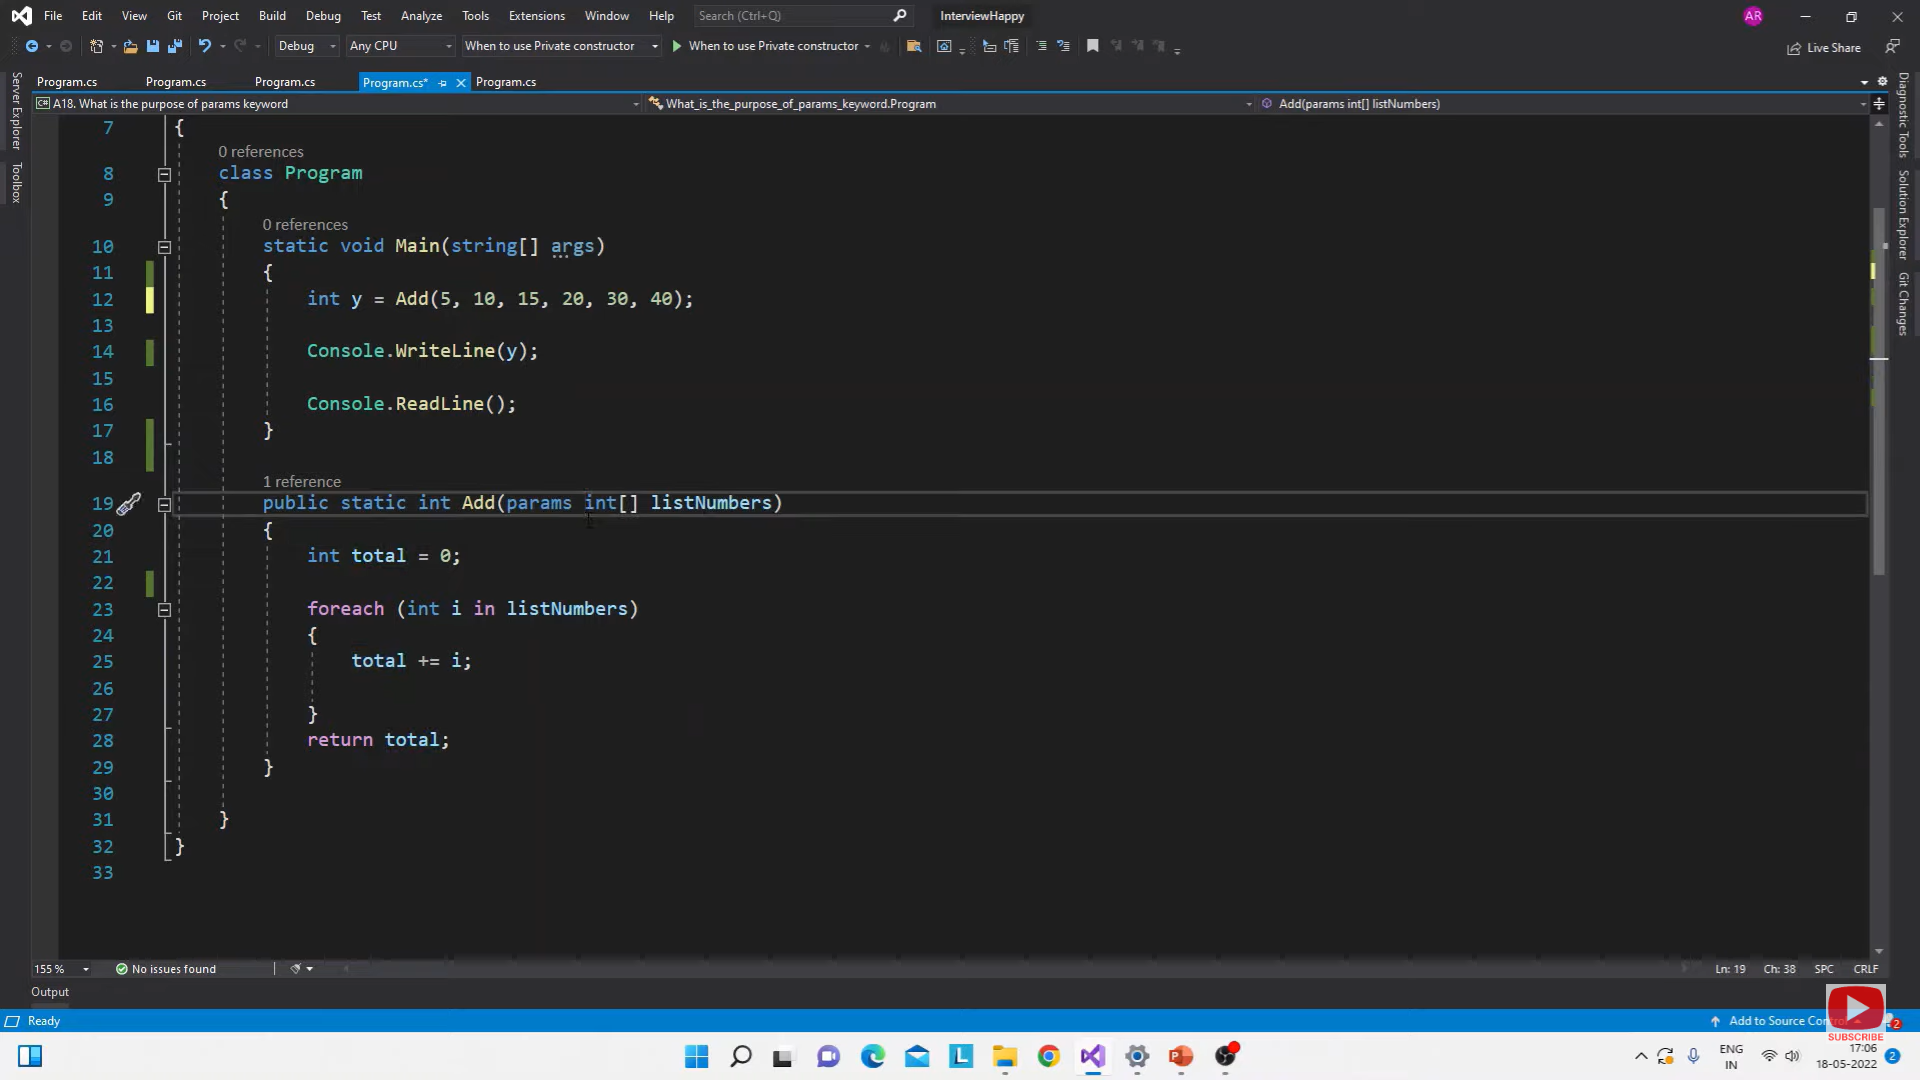 File Edit View Git Project Build Debug Test Analyze Tools Extensions Window Help Search (Ctrl+Q) InterviewHappy AR
Debug Any CPU When to use Private constructor When to use Private constructor Live Share
Program.cs Program.cs Program.cs Program.cs* Program.cs
A18. What is the purpose of params keyword What_is_the_purpose_of_params_keyword.Program Add(params int[] listNumbers)
Server Explorer
Toolbox
Diagnostic Tools
Solution Explorer
Git Changes
7 {
0 references
8 class Program
9 {
0 references
10 static void Main(string[] args)
11 {
12 int y = Add(5, 10, 15, 20, 30, 40);
13
14 Console.WriteLine(y);
15
16 Console.ReadLine();
17 }
18
1 reference
19 public static int Add(params int[] listNumbers)
20 {
21 int total = 0;
22
23 foreach (int i in listNumbers)
24 {
25 total += i;
26
27 }
28 return total;
29 }
30
31 }
32 }
33
155 % No issues found Ln: 19 Ch: 38 SPC CRLF
Output
Ready Add to Source Contr 2
SUBSCRIBE
L ENG IN 17:06 18-05-2022 2